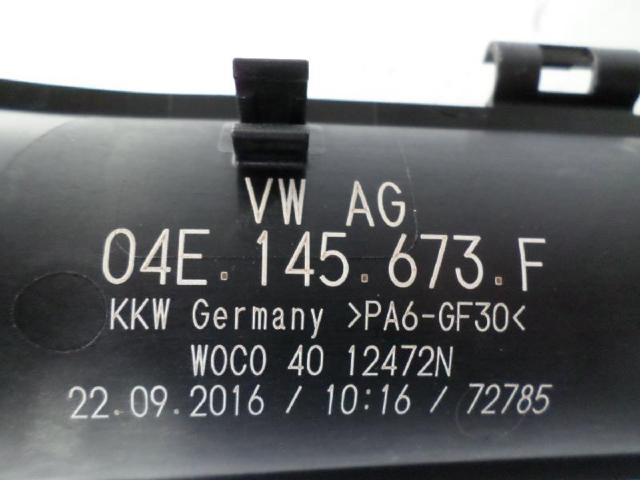 VW AG
04E.145.673.F
KKW Germany >PA6-GF30<
WOCO 40 12472N
22.09.2016 / 10:16 / 72785